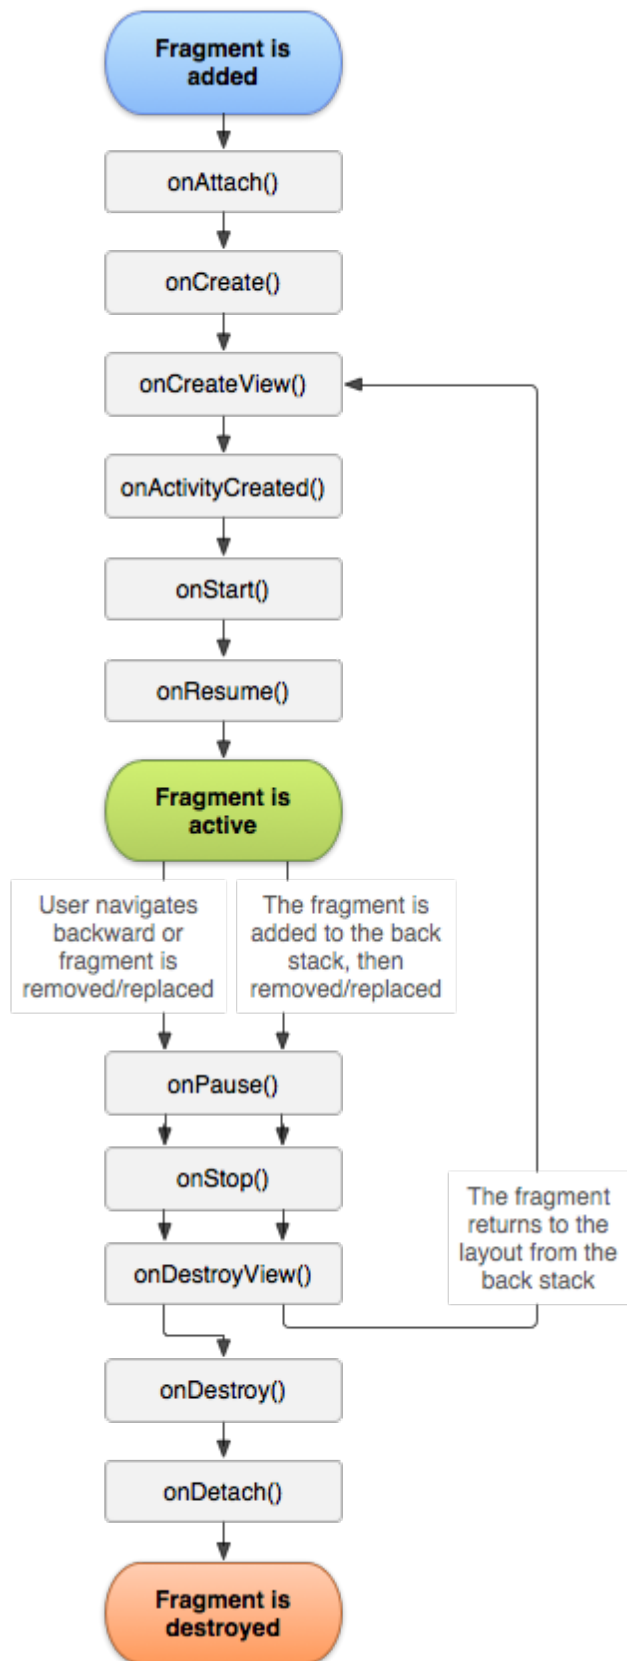 Fragment is
added
onAttach()
onCreate()
onCreateView()
onActivityCreated()
onStart()
onResume()
Fragment is
active
User navigates
backward or
fragment is
removed/replaced
The fragment is
added to the back
stack, then
removed/replaced
onPause()
onStop()
onDestroyView()
The fragment
returns to the
layout from the
back stack
onDestroy()
onDetach()
Fragment is
destroyed